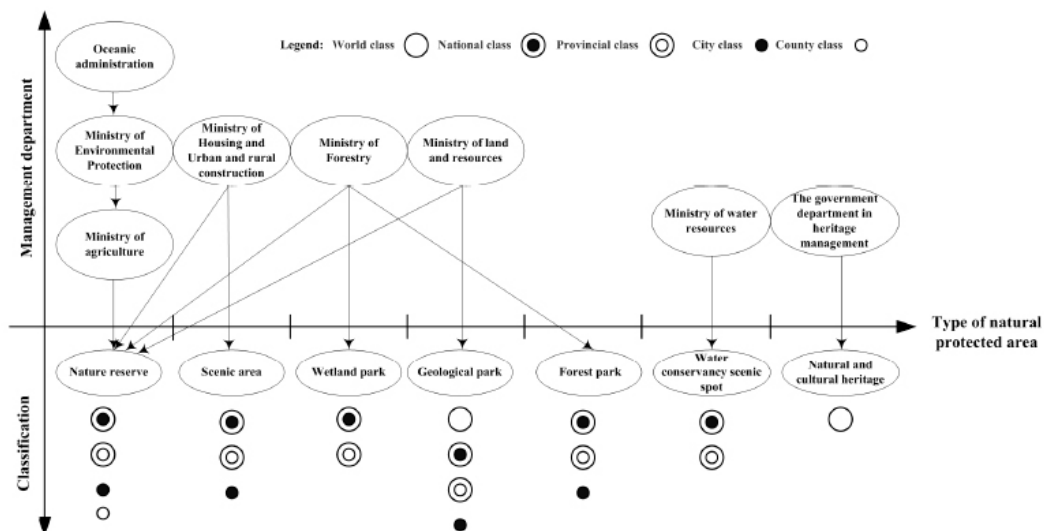 Legend: World class National class Provincial class City class County class
Management department
Oceanic
administration
Ministry of
Environmental
Protection
Ministry of
Housing and
Urban and rural
construction
Ministry of
Forestry
Ministry of land
and resources
Ministry of
agriculture
Ministry of water
resources
The government
department in
heritage
management
Type of natural
protected area
Nature reserve
Scenic area
Wetland park
Geological park
Forest park
Water
conservancy scenic
spot
Natural and
cultural heritage
Classification